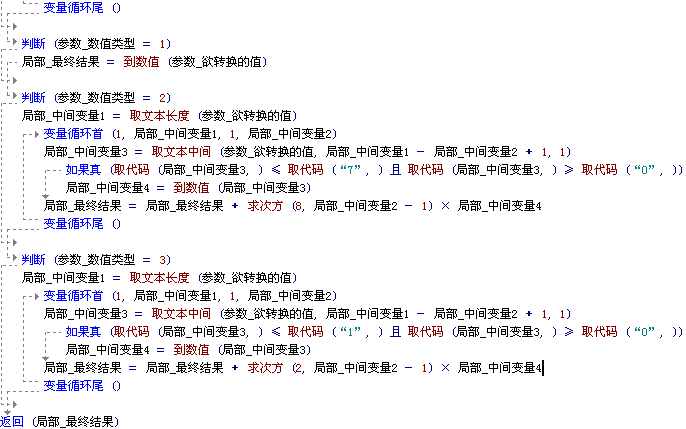 变量循环尾 ()
判断 (参数_数值类型 = 1)
局部_最终结果 = 到数值 (参数_欲转换的值)
判断 (参数_数值类型 = 2)
局部_中间变量1 = 取文本长度 (参数_欲转换的值)
变量循环首 (1, 局部_中间变量1, 1, 局部_中间变量2)
局部_中间变量3 = 取文本中间 (参数_欲转换的值, 局部_中间变量1 - 局部_中间变量2 + 1, 1)
如果真 (取代码 (局部_中间变量3, ) ≤ 取代码 (“7”, ) 且 取代码 (局部_中间变量3, ) ≥ 取代码 (“0”, ))
局部_中间变量4 = 到数值 (局部_中间变量3)
局部_最终结果 = 局部_最终结果 + 求次方 (8, 局部_中间变量2 - 1) × 局部_中间变量4
变量循环尾 ()
判断 (参数_数值类型 = 3)
局部_中间变量1 = 取文本长度 (参数_欲转换的值)
变量循环首 (1, 局部_中间变量1, 1, 局部_中间变量2)
局部_中间变量3 = 取文本中间 (参数_欲转换的值, 局部_中间变量1 - 局部_中间变量2 + 1, 1)
如果真 (取代码 (局部_中间变量3, ) ≤ 取代码 (“1”, ) 且 取代码 (局部_中间变量3, ) ≥ 取代码 (“0”, ))
局部_中间变量4 = 到数值 (局部_中间变量3)
局部_最终结果 = 局部_最终结果 + 求次方 (2, 局部_中间变量2 - 1) × 局部_中间变量4
变量循环尾 ()
返回 (局部_最终结果)